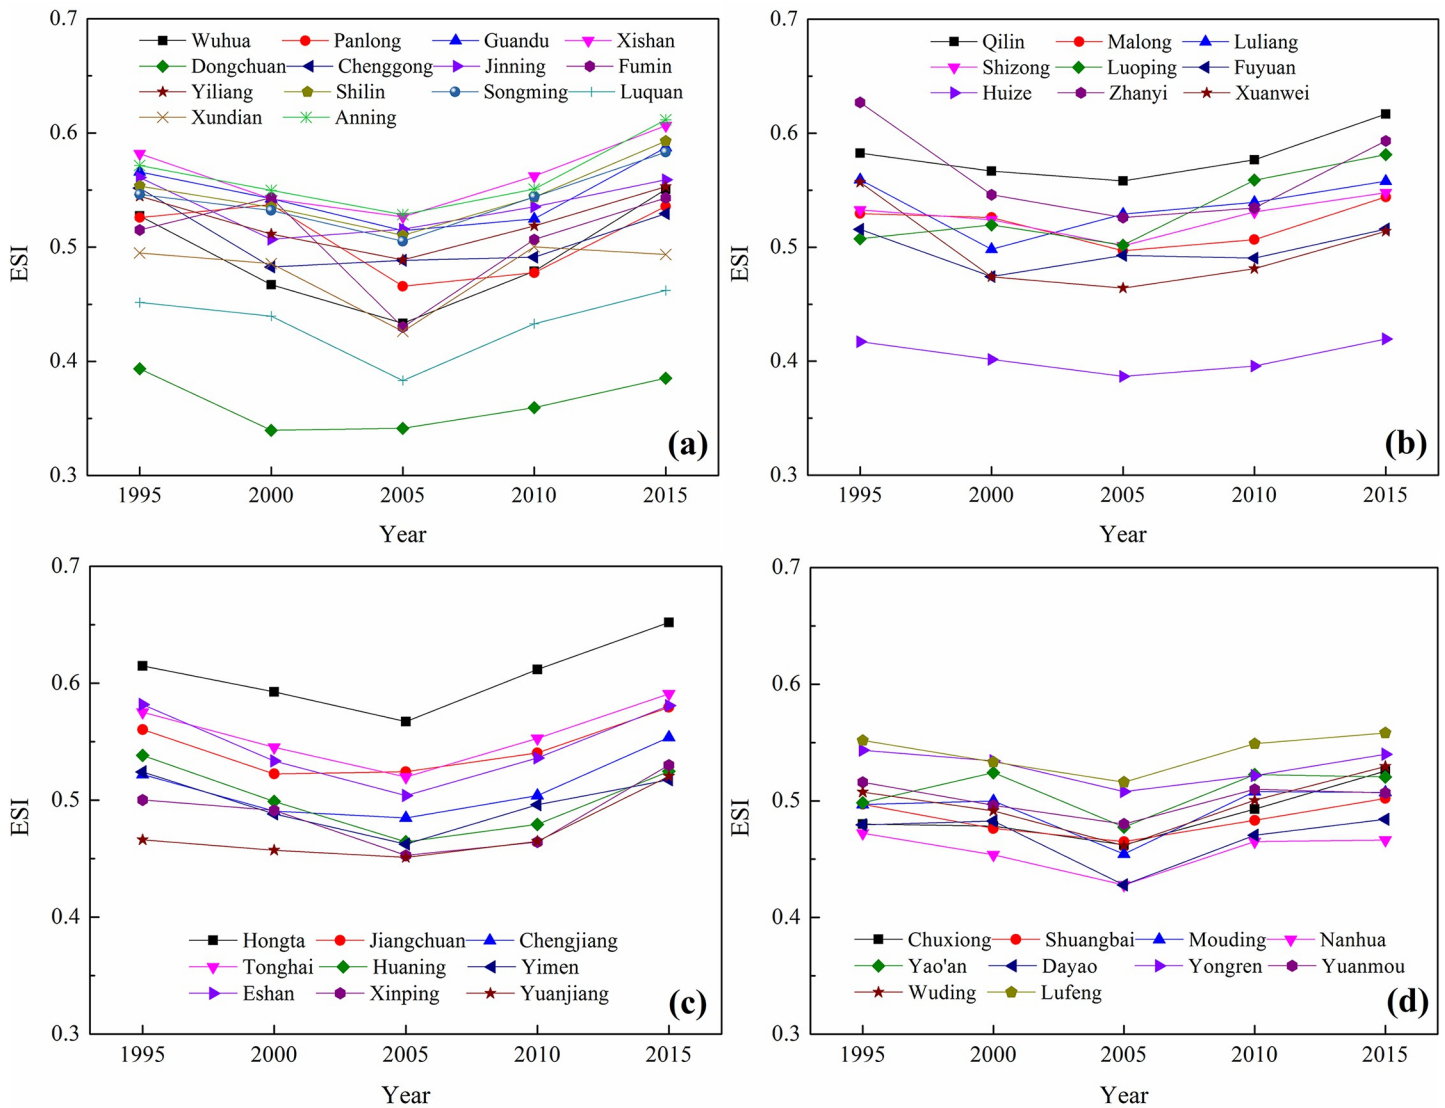 0.7
Wuhua Panlong Guandu Xishan
Dongchuan Chenggong Jinning Fumin
Yiliang Shilin Songming Luquan
Xundian Anning
0.6
0.5
ESI
0.4
(a)
0.3
1995 2000 2005 2010 2015
Year
0.7
Qilin Malong Luliang
Shizong Luoping Fuyuan
Huize Zhanyi Xuanwei
0.6
0.5
ESI
0.4
(b)
0.3
1995 2000 2005 2010 2015
Year
0.7
0.6
0.5
ESI
0.4
Hongta Jiangchuan Chengjiang
Tonghai Huaning Yimen
Eshan Xinping Yuanjiang
(c)
0.3
1995 2000 2005 2010 2015
Year
0.7
0.6
0.5
ESI
0.4
Chuxiong Shuangbai Mouding Nanhua
Yao'an Dayao Yongren Yuanmou
Wuding Lufeng
(d)
0.3
1995 2000 2005 2010 2015
Year